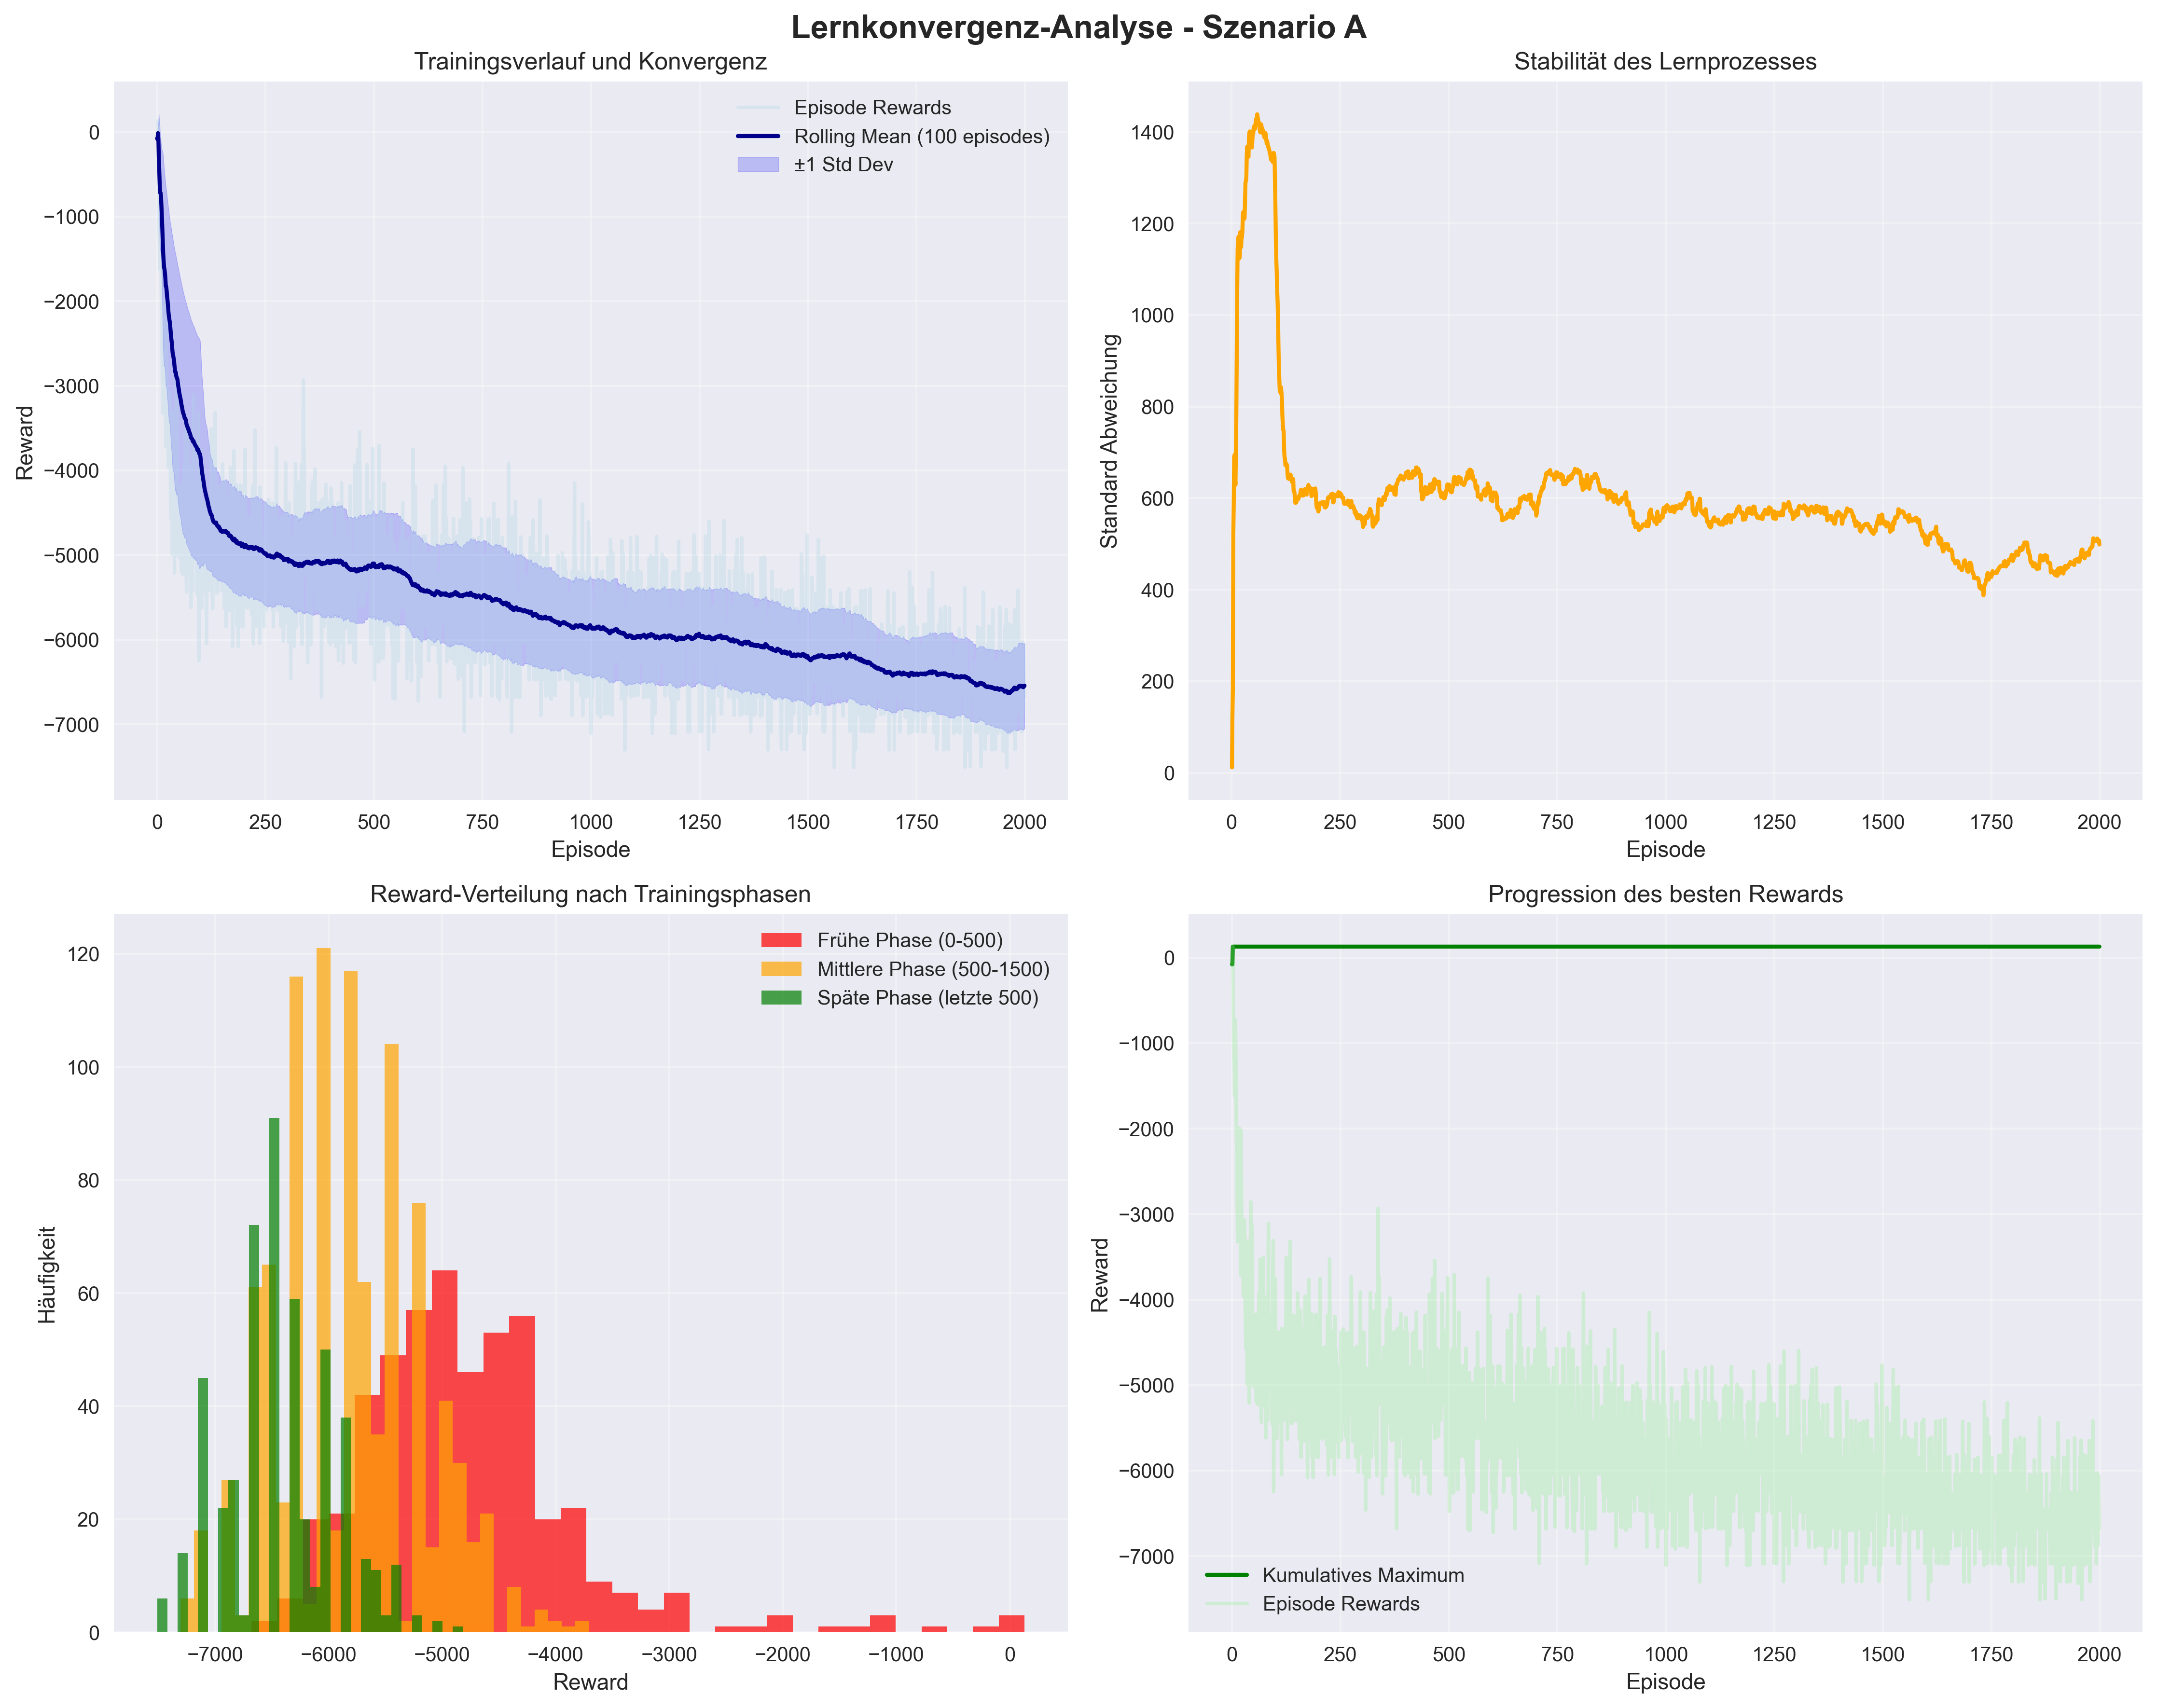 Lernkonvergenz-Analyse - Szenario A
Trainingsverlauf und Konvergenz
Episode Rewards
Rolling Mean (100 episodes)
±1 Std Dev
0
−1000
−2000
−3000
−4000
−5000
−6000
−7000
Reward
0 250 500 750 1000 1250 1500 1750 2000
Episode
Stabilität des Lernprozesses
1400
1200
1000
800
600
400
200
0
Standard Abweichung
0 250 500 750 1000 1250 1500 1750 2000
Episode
Reward-Verteilung nach Trainingsphasen
Frühe Phase (0-500)
Mittlere Phase (500-1500)
Späte Phase (letzte 500)
120
100
80
60
40
20
0
Häufigkeit
−7000 −6000 −5000 −4000 −3000 −2000 −1000 0
Reward
Progression des besten Rewards
0
−1000
−2000
−3000
−4000
−5000
−6000
−7000
Reward
Kumulatives Maximum
Episode Rewards
0 250 500 750 1000 1250 1500 1750 2000
Episode